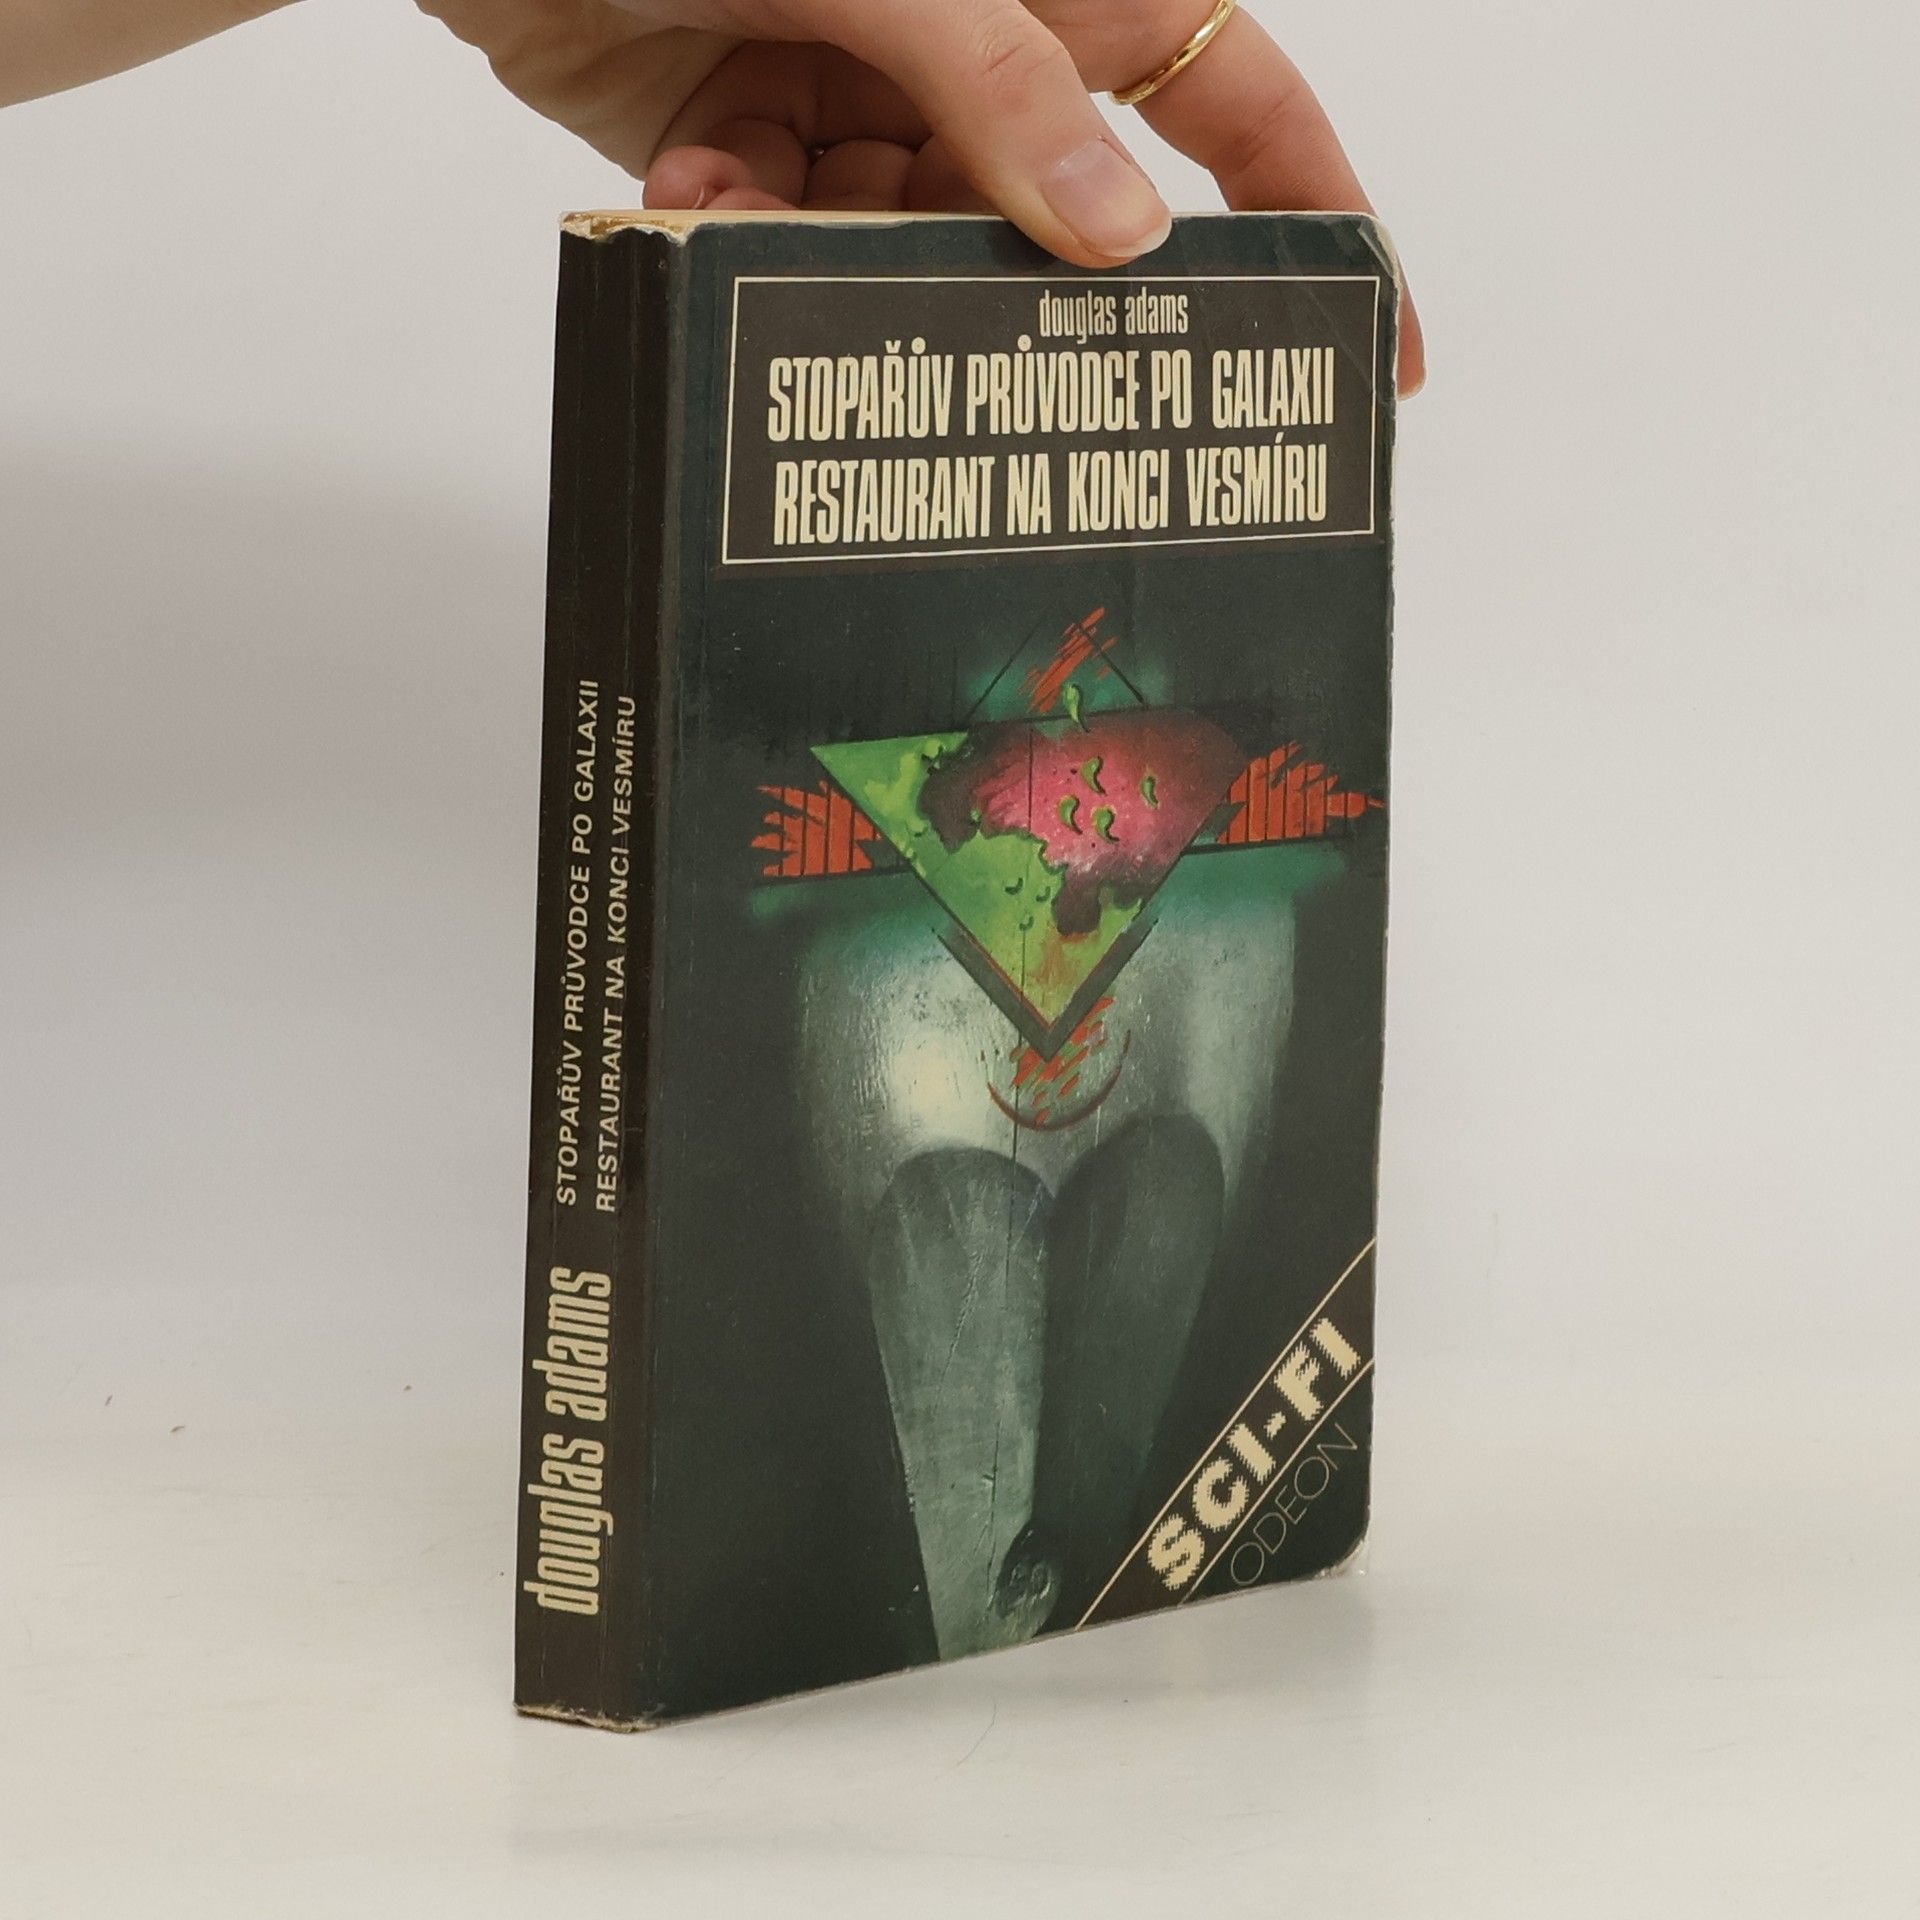 douglas adams
STOPAŘŮV PRŮVODCE PO GALAXII
RESTAURANT NA KONCI VESMÍRU
SCI-FI
ODEON
douglas adams
STOPAŘŮV PRŮVODCE PO GALAXII
RESTAURANT NA KONCI VESMÍRU